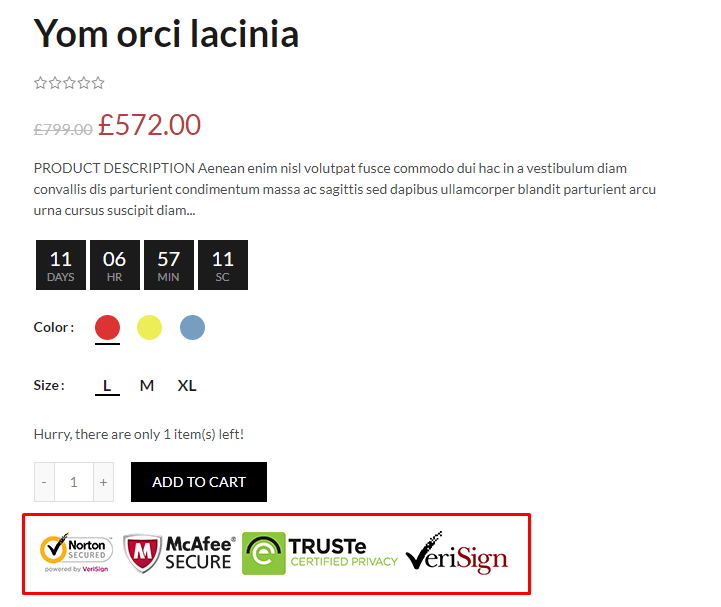 Yom orci lacinia
£799.00 £572.00
PRODUCT DESCRIPTION Aenean enim nisl volutpat fusce commodo dui hac in a vestibulum diam
convallis dis parturient condimentum massa ac sagittis sed dapibus ullamcorper blandit parturient arcu
urna cursus suscipit diam...
11 06 57 11
DAYS HR MIN SC
Color :
Size : L M XL
Hurry, there are only 1 item(s) left!
- 1 + ADD TO CART
Norton McAfee® TRUSTe VeriSign
SECURED SECURE CERTIFIED PRIVACY
powered by VeriSign